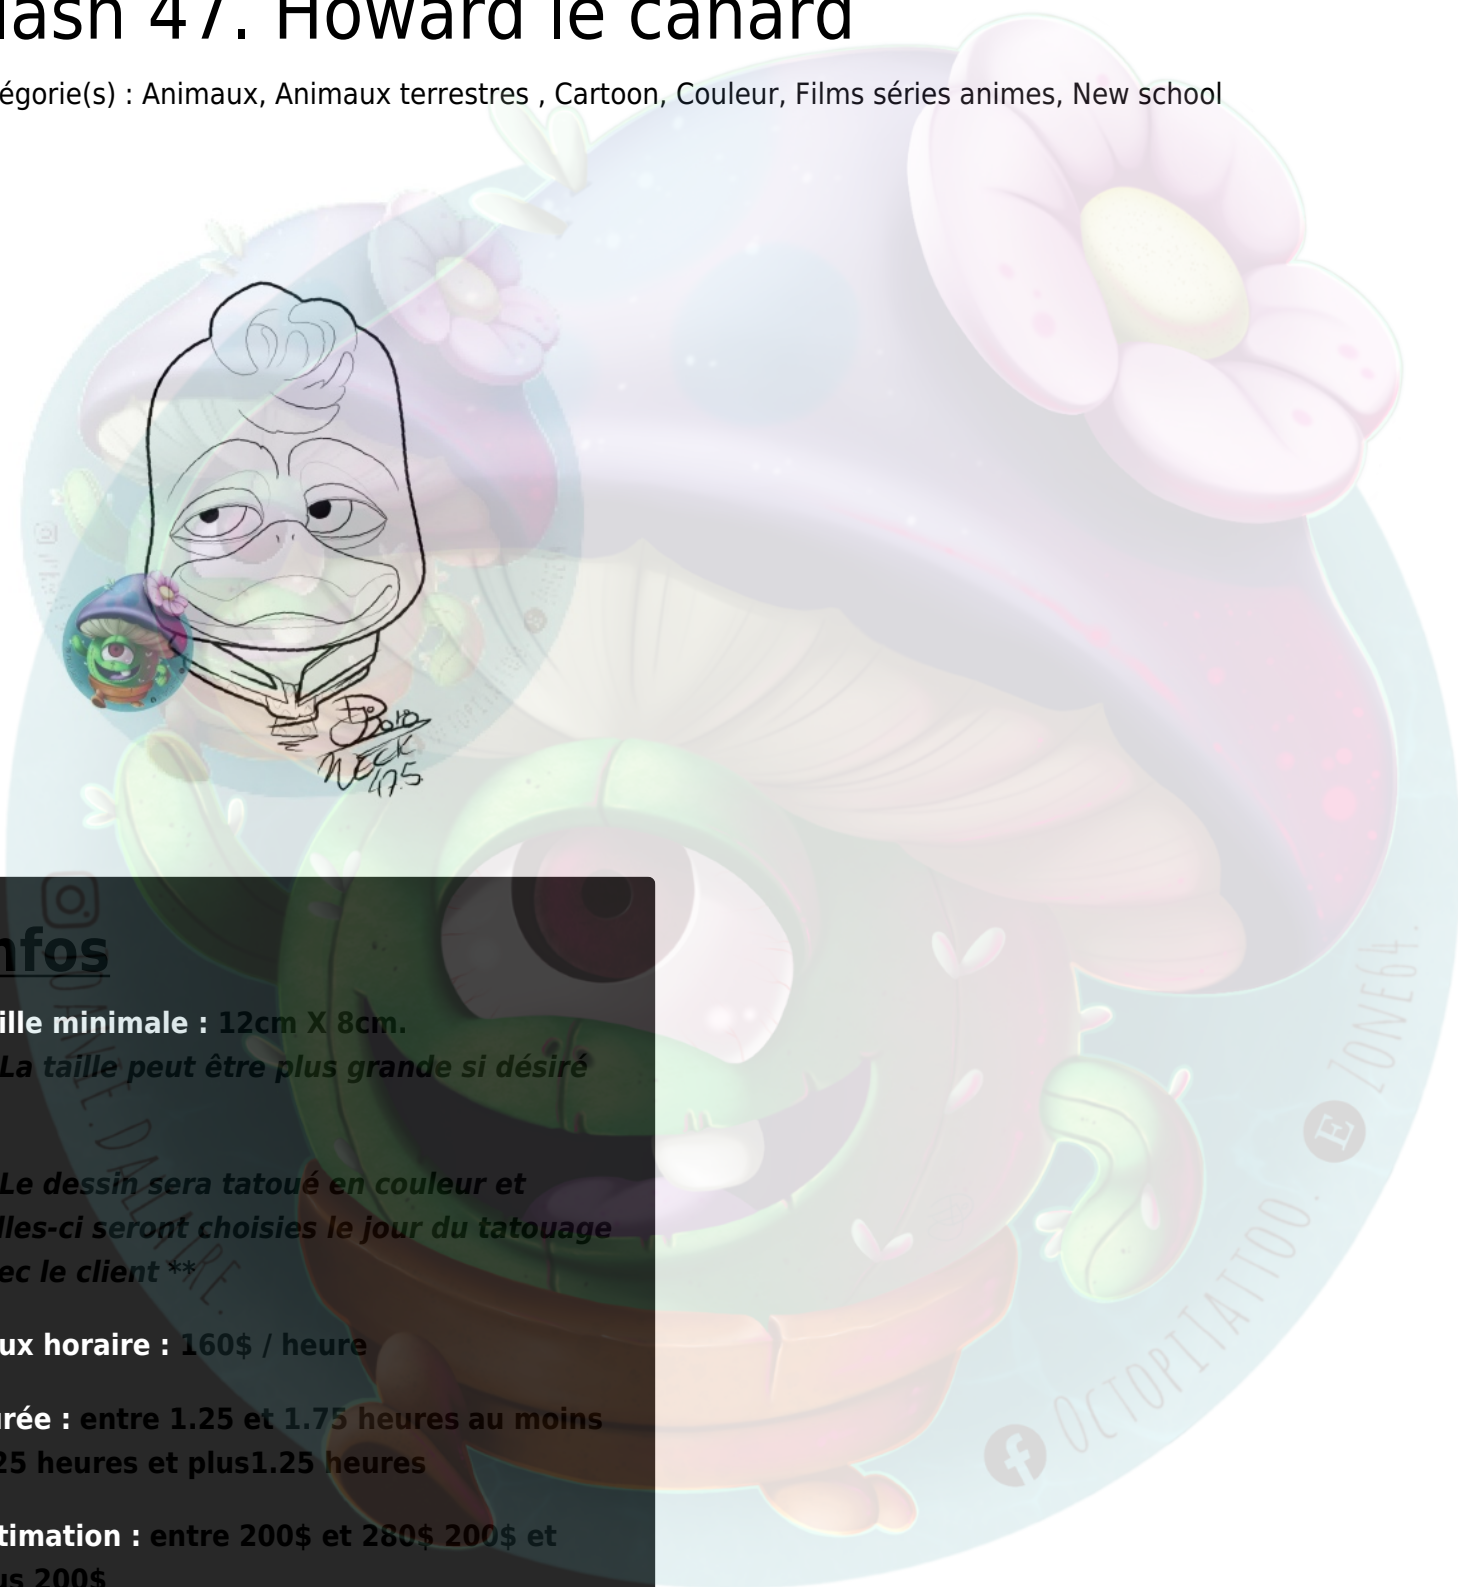 lash 47. Howard le canard
égorie(s) : Animaux, Animaux terrestres , Cartoon, Couleur, Films séries animes, New school
NECK
47.5
nfos
ille minimale : 12cm X 8cm.
La taille peut être plus grande si désiré
Le dessin sera tatoué en couleur et
lles-ci seront choisies le jour du tatouage
ec le client **
ux horaire : 160$ / heure
rée : entre 1.25 et 1.75 heures au moins
25 heures et plus1.25 heures
timation : entre 200$ et 280$ 200$ et
us 200$
DALLAIRE.
OCTOPITATTOO.
E ZONE64.